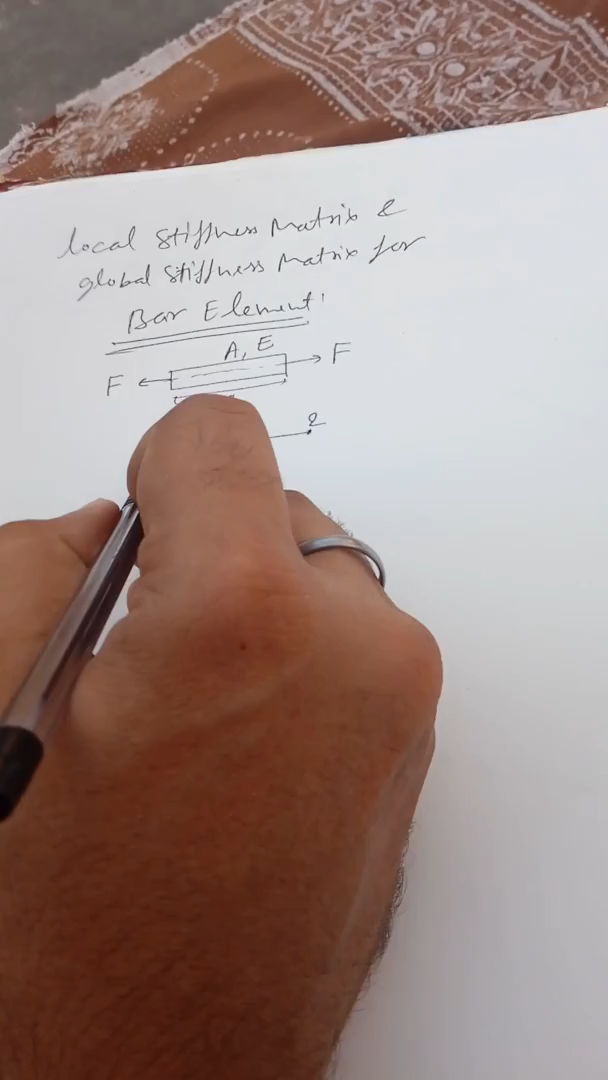 local stiffness Matrix &
global stiffness Matrix for
Bar Element
A, E
F F
2